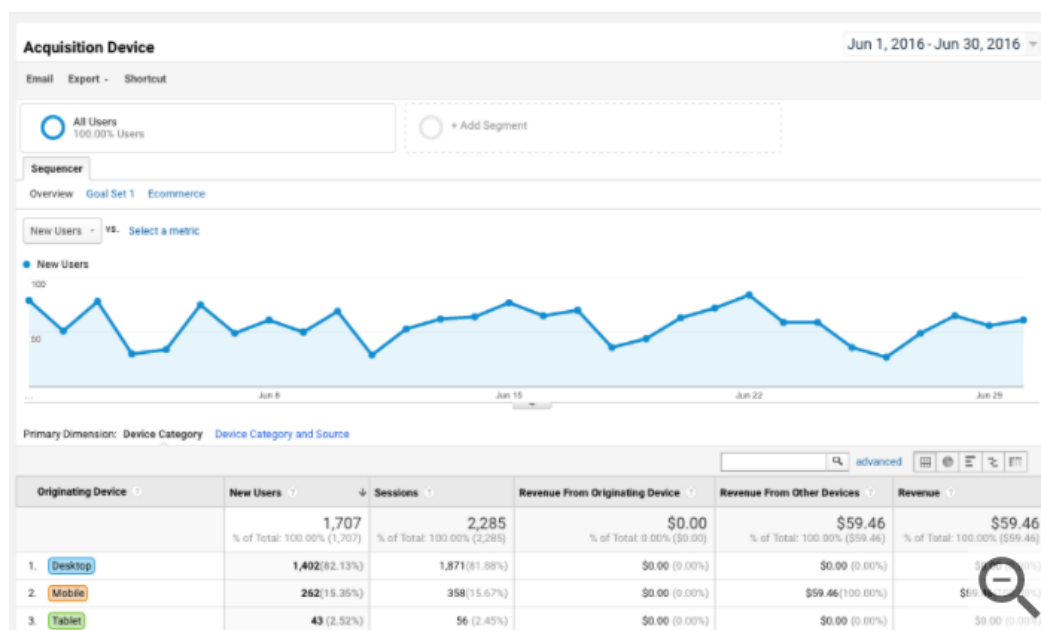 Acquisition Device
Jun 1, 2016 - Jun 30, 2016
Email Export - Shortcut
All Users
100.00% Users
+ Add Segment
Sequencer
Overview Goal Set 1 Ecommerce
New Users vs. Select a metric
New Users
100
50
... Jun 8 Jun 15 Jun 22 Jun 29
Primary Dimension: Device Category Device Category and Source
advanced
Originating Device ? New Users ? Sessions ? Revenue From Originating Device ? Revenue From Other Devices ? Revenue ?
1,707 2,285 $0.00 $59.46 $59.46
% of Total: 100.00% (1,707) % of Total: 100.00% (2,285) % of Total: 0.00% ($0.00) % of Total: 100.00% ($59.46) % of Total: 100.00% ($59.46)
1. Desktop 1,402(82.13%) 1,871(81.88%) $0.00 (0.00%) $0.00 (0.00%)
2. Mobile 262(15.35%) 358(15.67%) $0.00 (0.00%) $59.46(100.00%)
3. Tablet 43 (2.52%) 56 (2.45%) $0.00 (0.00%) $0.00 (0.00%) $0.00